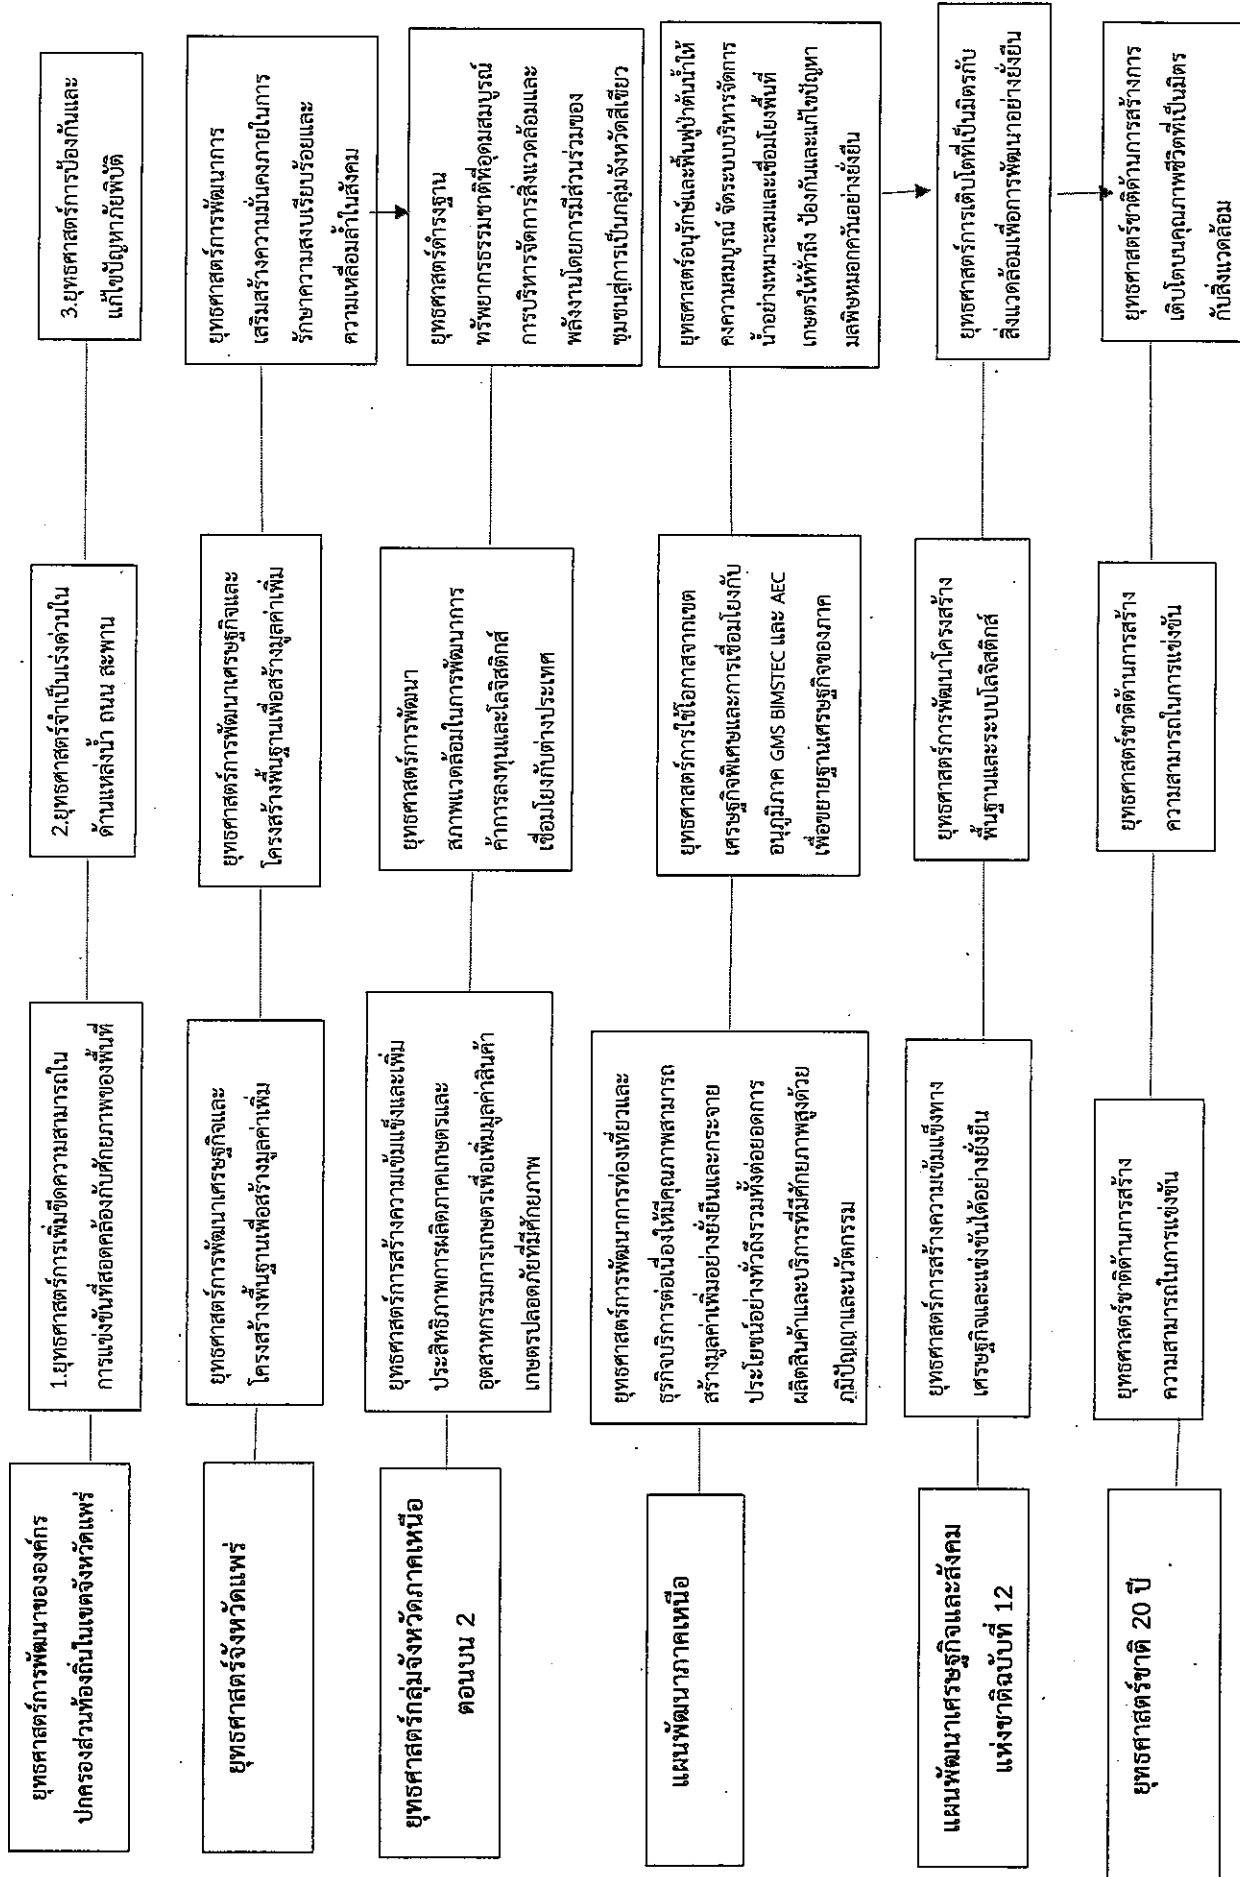 ยุทธศาสตร์การพัฒนาขององค์กร
ปกครองส่วนท้องถิ่นในเขตจังหวัดแพร่
1.ยุทธศาสตร์การเพิ่มขีดความสามารถใน
การแข่งขันที่สอดคล้องกับศักยภาพของพื้นที่
2.ยุทธศาสตร์จำเป็นเร่งด่วนใน
ด้านแหล่งน้ำ ถนน สะพาน
3.ยุทธศาสตร์การป้องกันและ
แก้ไขปัญหาภัยพิบัติ
ยุทธศาสตร์จังหวัดแพร่
ยุทธศาสตร์การพัฒนาเศรษฐกิจและ
โครงสร้างพื้นฐานเพื่อสร้างมูลค่าเพิ่ม
ยุทธศาสตร์การพัฒนาเศรษฐกิจและ
โครงสร้างพื้นฐานเพื่อสร้างมูลค่าเพิ่ม
ยุทธศาสตร์การพัฒนาการ
เสริมสร้างความมั่นคงภายในการ
รักษาความสงบเรียบร้อยและ
ความเหลื่อมล้ำในสังคม
ยุทธศาสตร์กลุ่มจังหวัดภาคเหนือ
ตอนบน 2
ยุทธศาสตร์การสร้างความเข้มแข็งและเพิ่ม
ประสิทธิภาพการผลิตภาคเกษตรและ
อุตสาหกรรมการเกษตรเพื่อเพิ่มมูลค่าสินค้า
เกษตรปลอดภัยที่มีศักยภาพ
ยุทธศาสตร์การพัฒนา
สภาพแวดล้อมในการพัฒนาการ
ค้าการลงทุนและโลจิสติกส์
เชื่อมโยงกับต่างประเทศ
ยุทธศาสตร์ดำรงฐาน
ทรัพยากรธรรมชาติที่อุดมสมบูรณ์
การบริหารจัดการสิ่งแวดล้อมและ
พลังงานโดยการมีส่วนร่วมของ
ชุมชนสู่การเป็นกลุ่มจังหวัดสีเขียว
แผนพัฒนาภาคเหนือ
ยุทธศาสตร์การพัฒนาการท่องเที่ยวและ
ธุรกิจบริการต่อเนื่องให้มีคุณภาพสามารถ
สร้างมูลค่าเพิ่มอย่างยั่งยืนและกระจาย
ประโยชน์อย่างทั่วถึงรวมทั้งต่อยอดการ
ผลิตสินค้าและบริการที่มีศักยภาพสูงด้วย
ภูมิปัญญาและนวัตกรรม
ยุทธศาสตร์การใช้โอกาสจากเขต
เศรษฐกิจพิเศษและการเชื่อมโยงกับ
อนุภูมิภาค GMS BIMSTEC และ AEC
เพื่อขยายฐานเศรษฐกิจของภาค
ยุทธศาสตร์อนุรักษ์และฟื้นฟูป่าต้นน้ำให้
คงความสมบูรณ์ จัดระบบบริหารจัดการ
น้ำอย่างเหมาะสมและเชื่อมโยงพื้นที่
เกษตรให้ทั่วถึง ป้องกันและแก้ไขปัญหา
มลพิษหมอกควันอย่างยั่งยืน
แผนพัฒนาเศรษฐกิจและสังคม
แห่งชาติฉบับที่ 12
ยุทธศาสตร์การสร้างความเข้มแข็งทาง
เศรษฐกิจและแข่งขันได้อย่างยั่งยืน
ยุทธศาสตร์การพัฒนาโครงสร้าง
พื้นฐานและระบบโลจิสติกส์
ยุทธศาสตร์การเติบโตที่เป็นมิตรกับ
สิ่งแวดล้อมเพื่อการพัฒนาอย่างยั่งยืน
ยุทธศาสตร์ชาติ 20 ปี
ยุทธศาสตร์ชาติด้านการสร้าง
ความสามารถในการแข่งขัน
ยุทธศาสตร์ชาติด้านการสร้าง
ความสามารถในการแข่งขัน
ยุทธศาสตร์ชาติด้านการสร้างการ
เติบโตบนคุณภาพชีวิตที่เป็นมิตร
กับสิ่งแวดล้อม